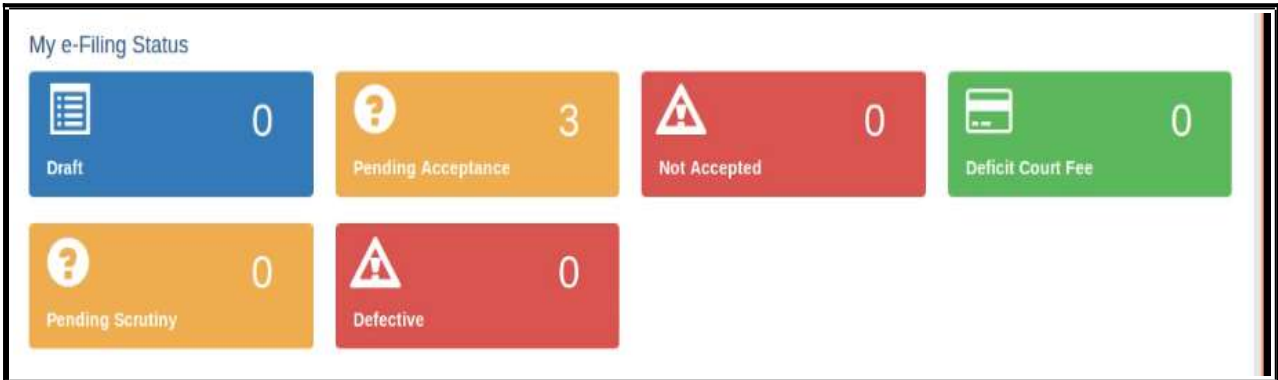 My e-Filing Status
0
Draft
3
Pending Acceptance
0
Not Accepted
0
Deficit Court Fee
0
Pending Scrutiny
0
Defective